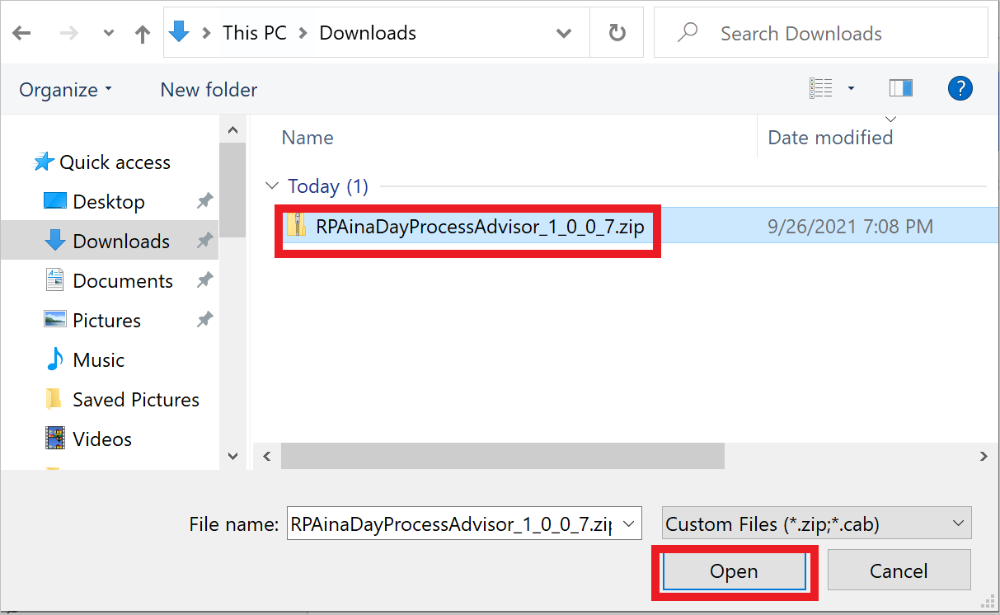 This PC > Downloads
Search Downloads
Organize
New folder
?
Name
Date modified
Quick access
Desktop
Downloads
Documents
Pictures
Music
Saved Pictures
Videos
Today (1)
RPAinaDayProcessAdvisor_1_0_0_7.zip
9/26/2021 7:08 PM
File name:
RPAinaDayProcessAdvisor_1_0_0_7.zip
Custom Files (*.zip;*.cab)
Open
Cancel